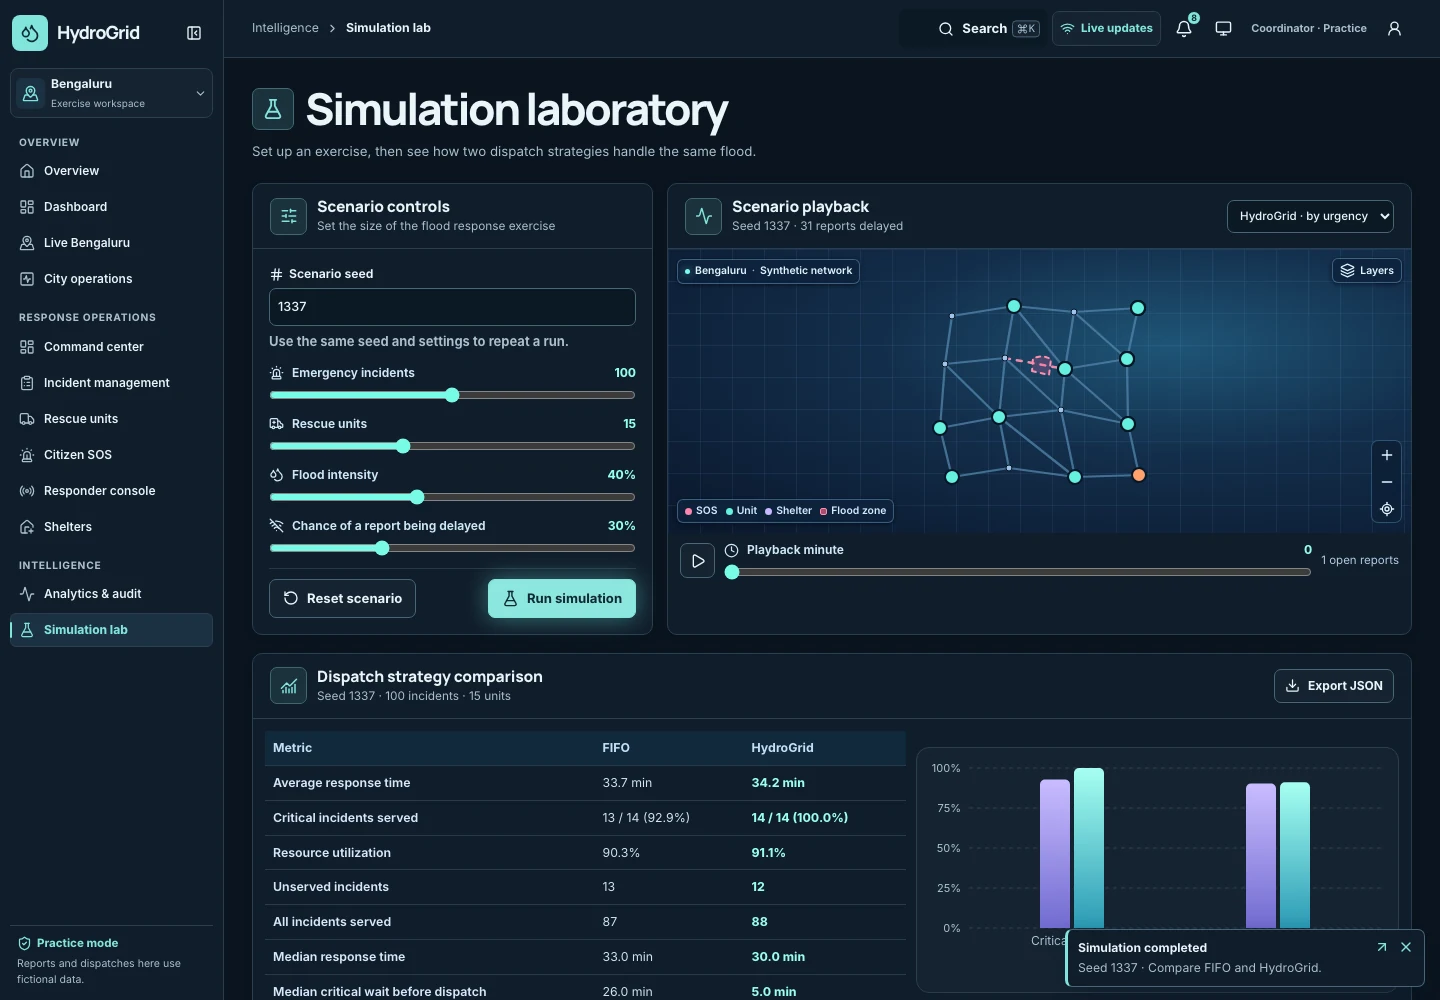 HydroGrid
Bengaluru
Exercise workspace
OVERVIEW
Overview
Dashboard
Live Bengaluru
City operations
RESPONSE OPERATIONS
Command center
Incident management
Rescue units
Citizen SOS
Responder console
Shelters
INTELLIGENCE
Analytics & audit
Simulation lab
Practice mode
Reports and dispatches here use
fictional data.
Intelligence > Simulation lab
Search ⌘K
Live updates
8
Coordinator · Practice
Simulation laboratory
Set up an exercise, then see how two dispatch strategies handle the same flood.
Scenario controls
Set the size of the flood response exercise
# Scenario seed
1337
Use the same seed and settings to repeat a run.
Emergency incidents 100
Rescue units 15
Flood intensity 40%
Chance of a report being delayed 30%
Reset scenario
Run simulation
Scenario playback
Seed 1337 · 31 reports delayed
HydroGrid · by urgency
Bengaluru · Synthetic network
Layers
+
−
SOS Unit Shelter Flood zone
Playback minute 0
1 open reports
Dispatch strategy comparison
Seed 1337 · 100 incidents · 15 units
Export JSON
Metric FIFO HydroGrid
Average response time 33.7 min 34.2 min
Critical incidents served 13 / 14 (92.9%) 14 / 14 (100.0%)
Resource utilization 90.3% 91.1%
Unserved incidents 13 12
All incidents served 87 88
Median response time 33.0 min 30.0 min
Median critical wait before dispatch 26.0 min 5.0 min
100%
75%
50%
25%
0%
Critica
Simulation completed
Seed 1337 · Compare FIFO and HydroGrid.